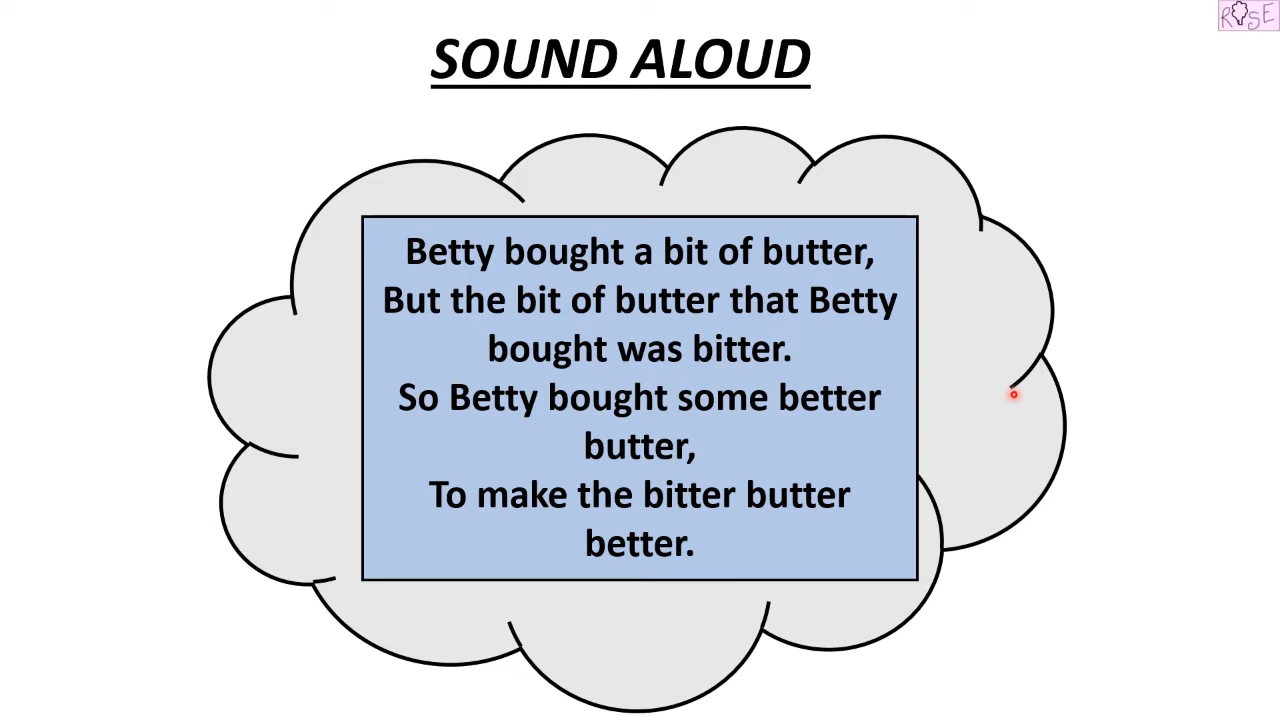 ROSE
SOUND ALOUD
Betty bought a bit of butter,
But the bit of butter that Betty
bought was bitter.
So Betty bought some better
butter,
To make the bitter butter
better.